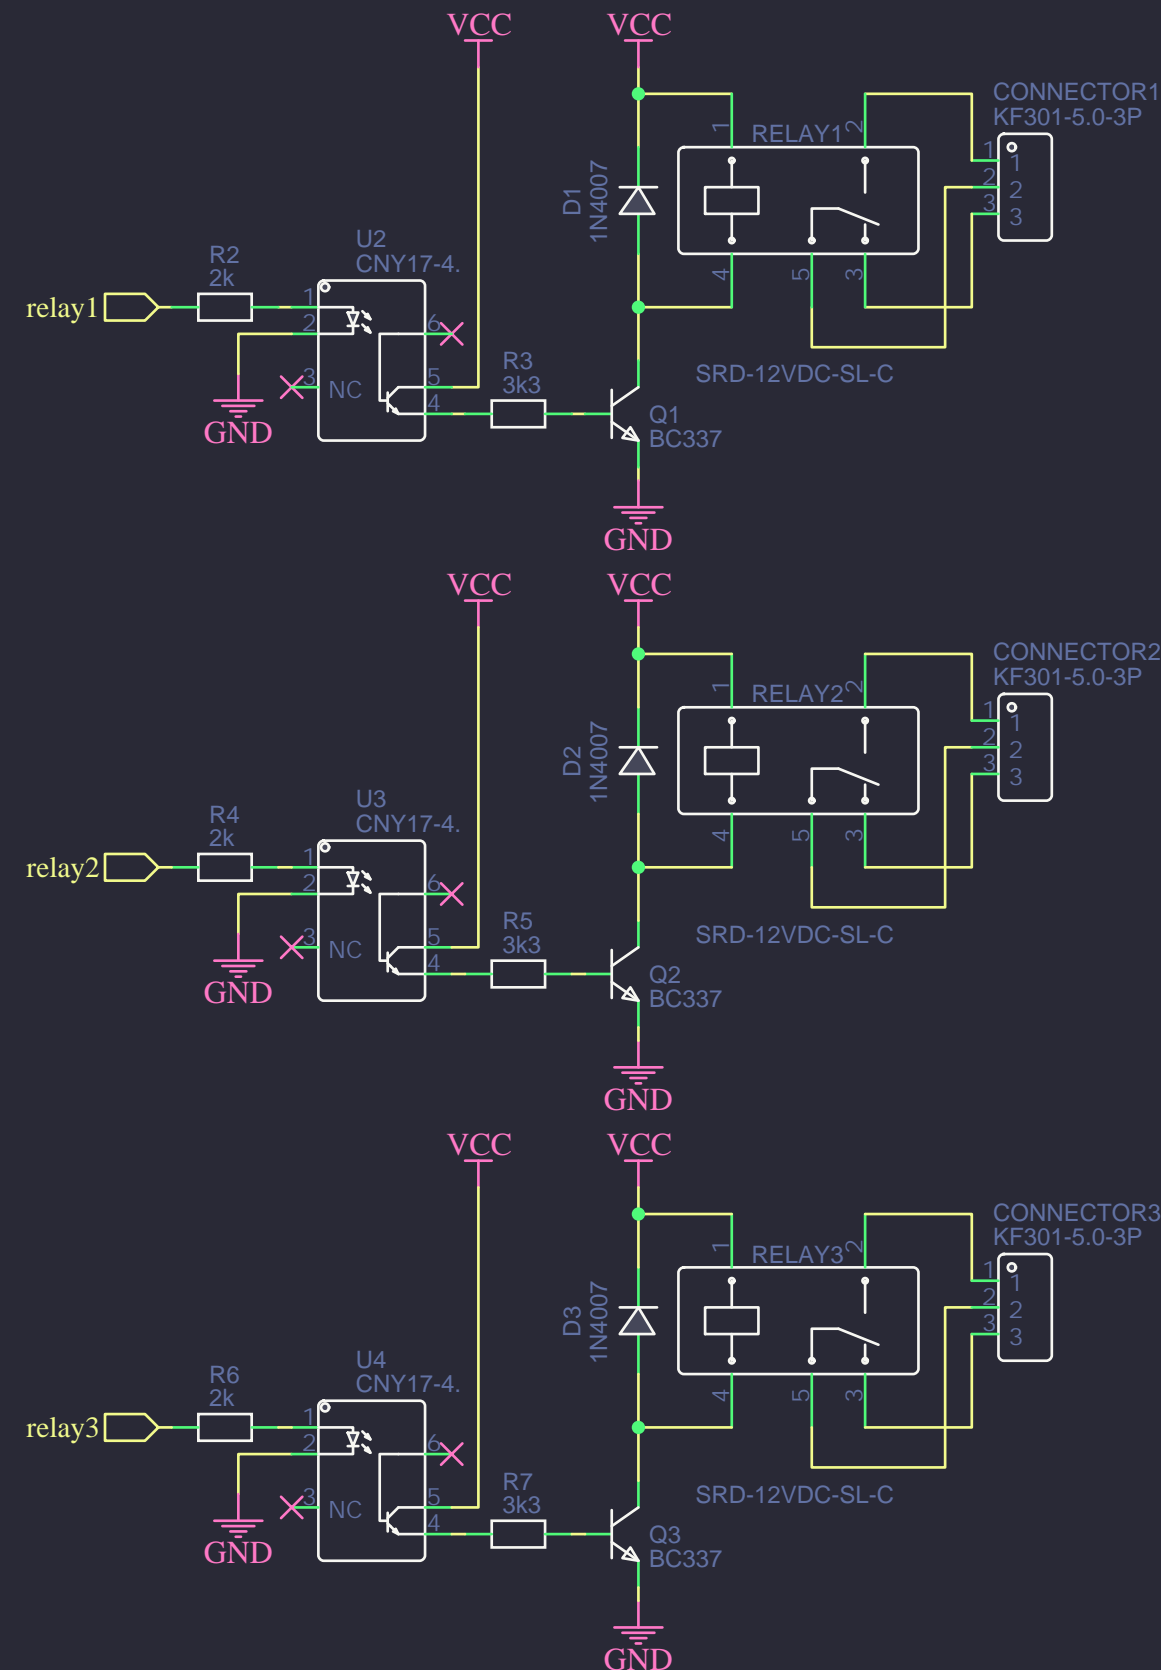 VCC
VCC
CONNECTOR1
KF301-5.0-3P
1
RELAY1
2
1
1
2
2
3
3
D1
1N4007
4
5
3
SRD-12VDC-SL-C
R2
2k
U2
CNY17-4.
relay1
1
2
3
NC
6
5
4
GND
R3
3k3
Q1
BC337
GND
VCC
VCC
CONNECTOR2
KF301-5.0-3P
1
RELAY2
2
1
1
2
2
3
3
D2
1N4007
4
5
3
SRD-12VDC-SL-C
R4
2k
U3
CNY17-4.
relay2
1
2
3
NC
6
5
4
GND
R5
3k3
Q2
BC337
GND
VCC
VCC
CONNECTOR3
KF301-5.0-3P
1
RELAY3
2
1
1
2
2
3
3
D3
1N4007
4
5
3
SRD-12VDC-SL-C
R6
2k
U4
CNY17-4.
relay3
1
2
3
NC
6
5
4
GND
R7
3k3
Q3
BC337
GND